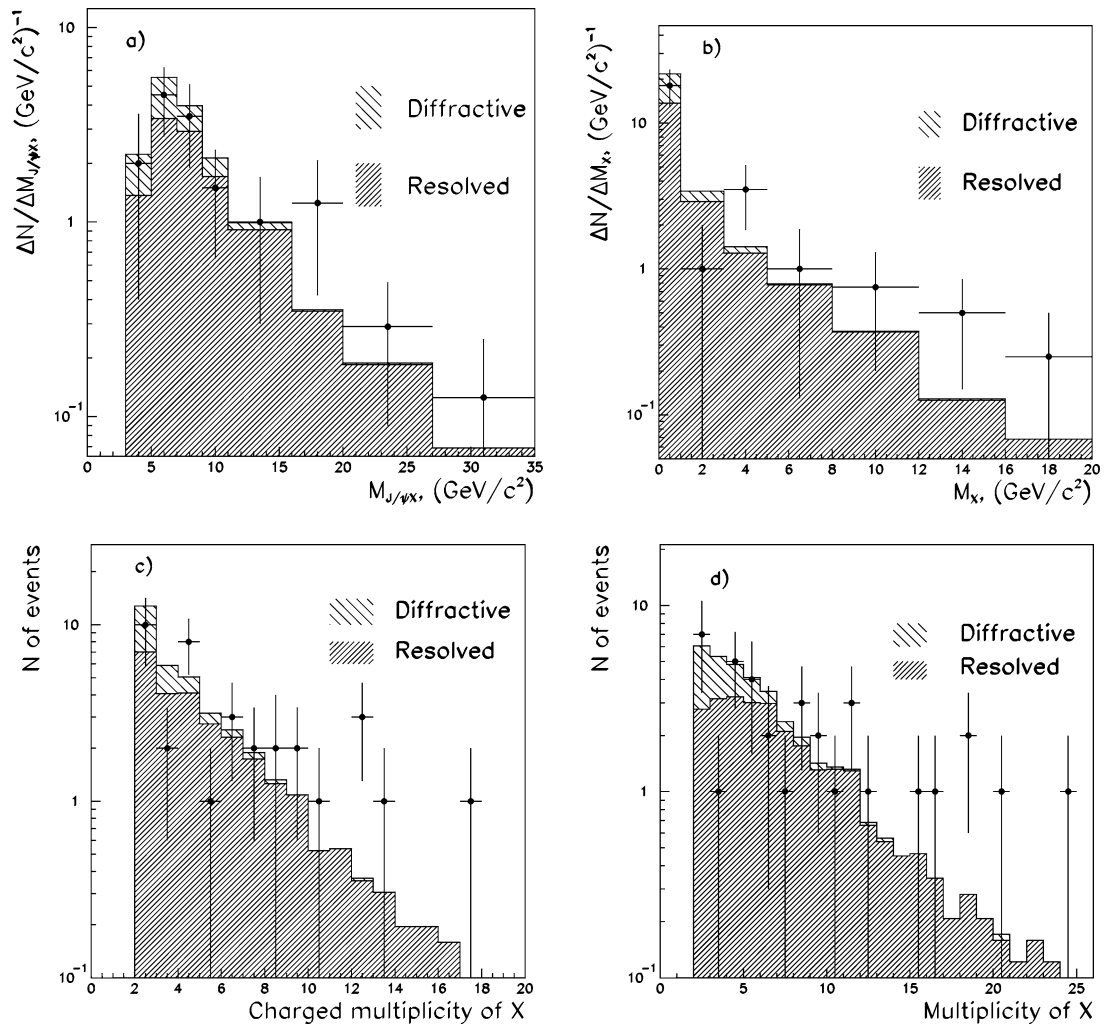 a)
ΔN/ΔM_J/ψX, (GeV/c²)⁻¹
10
1
10⁻¹
Diffractive
Resolved
0 5 10 15 20 25 30 35
M_J/ψX, (GeV/c²)
b)
ΔN/ΔM_X, (GeV/c²)⁻¹
10
1
10⁻¹
Diffractive
Resolved
0 2 4 6 8 10 12 14 16 18 20
M_X, (GeV/c²)
c)
N of events
10
1
10⁻¹
Diffractive
Resolved
0 2 4 6 8 10 12 14 16 18 20
Charged multiplicity of X
d)
N of events
10
1
10⁻¹
Diffractive
Resolved
0 5 10 15 20 25
Multiplicity of X